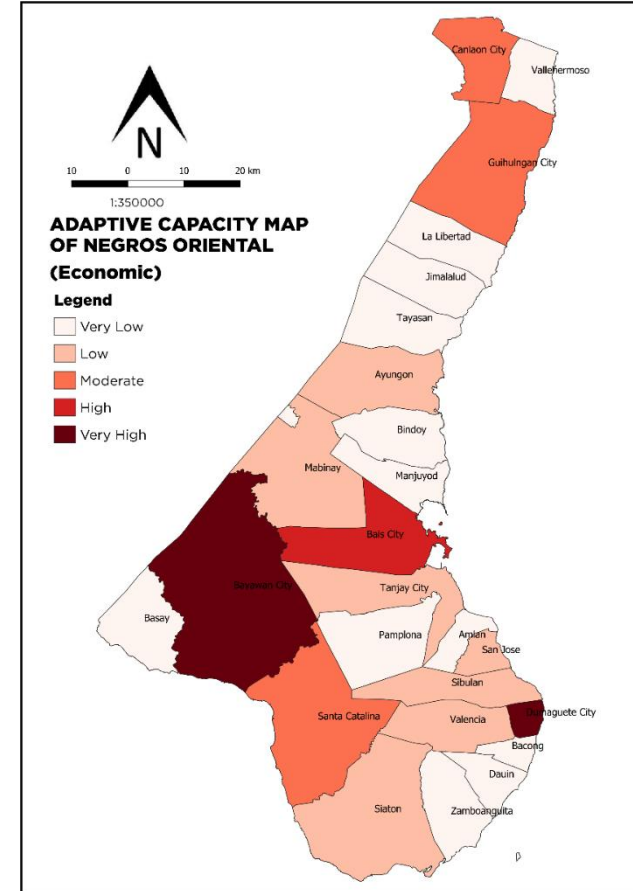 Canlaon City
Vallehermoso
N
10 0 10 20 km
1:350000
Guihulngan City
ADAPTIVE CAPACITY MAP
OF NEGROS ORIENTAL
(Economic)
La Libertad
Jimalalud
Legend
Very Low
Tayasan
Low
Moderate
Ayungon
High
Bindoy
Very High
Mabinay
Manjuyod
Bais City
Bayawan City
Tanjay City
Basay
Pamplona
Amlan
San Jose
Sibulan
Santa Catalina
Valencia
Dumaguete City
Bacong
Dauin
Siaton
Zamboanguita